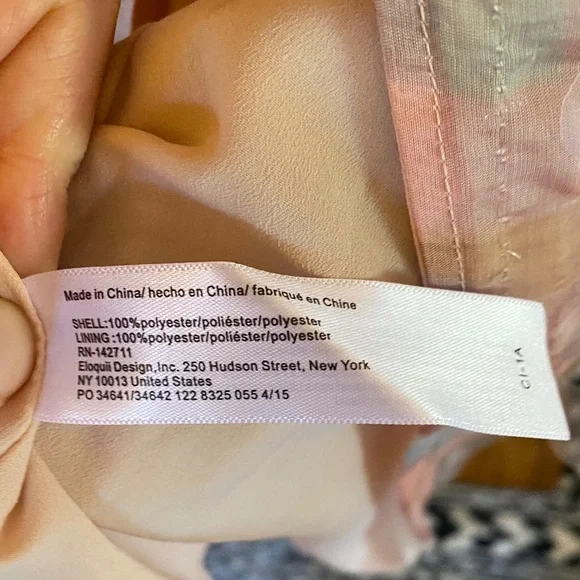 Made in China/ hecho en China/ fabriqué en Chine
SHELL:100%polyester/poliéster/polyester
LINING :100%polyester/poliéster/polyester
RN-142711
Eloquii Design,Inc. 250 Hudson Street, New York
NY 10013 United States
PO 34641/34642 122 8325 055 4/15
C/-1A